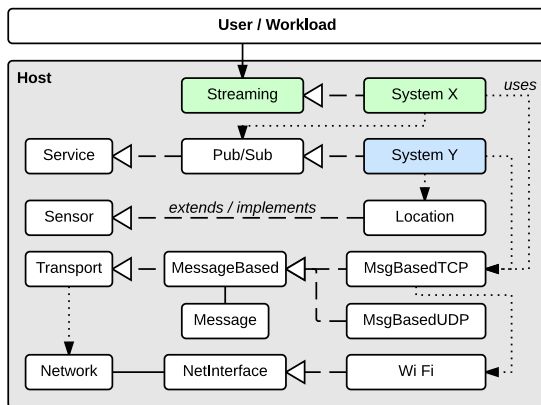 User / Workload
Host
Streaming
System X
uses
Service
Pub/Sub
System Y
Sensor
extends / implements
Location
Transport
MessageBased
MsgBasedTCP
Message
MsgBasedUDP
Network
NetInterface
Wi Fi